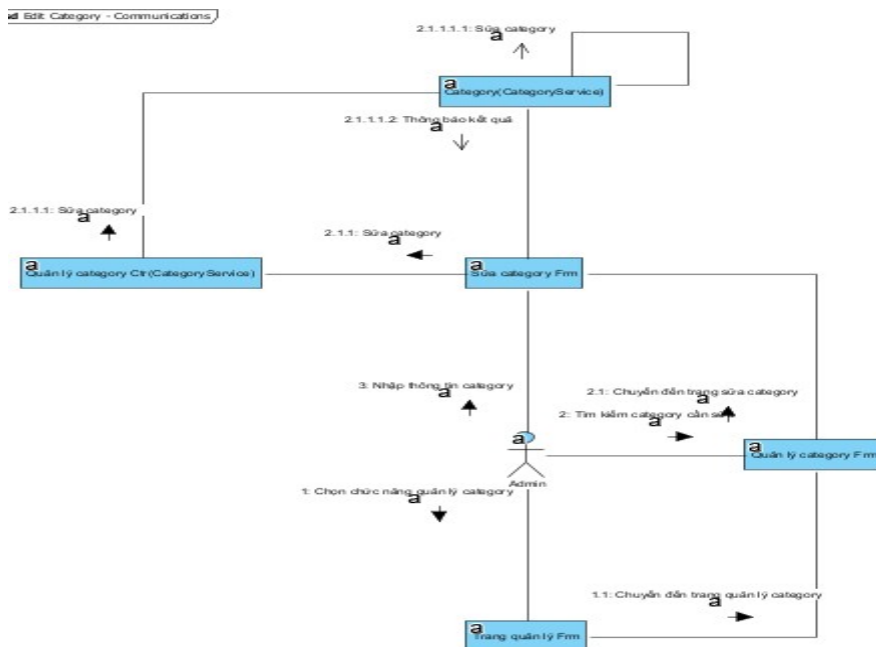 sd Edit Category - Communications
2.1.1.1.1: Sửa category
a
a
Category(CategoryService)
2.1.1.1.2: Thông báo kết quả
a
2.1.1.1: Sửa category
a
2.1.1: Sửa category
a
a
Quản lý category Ctr(CategoryService)
a
Sửa category Frm
3: Nhập thông tin category
a
2.1: Chuyển đến trang sửa category
a
2: Tìm kiếm category cần
a
a
a
Quản lý category Frm
Admin
1: Chọn chức năng quản lý category
a
1.1: Chuyển đến trang quản lý category
a
a
Trang quản lý Frm